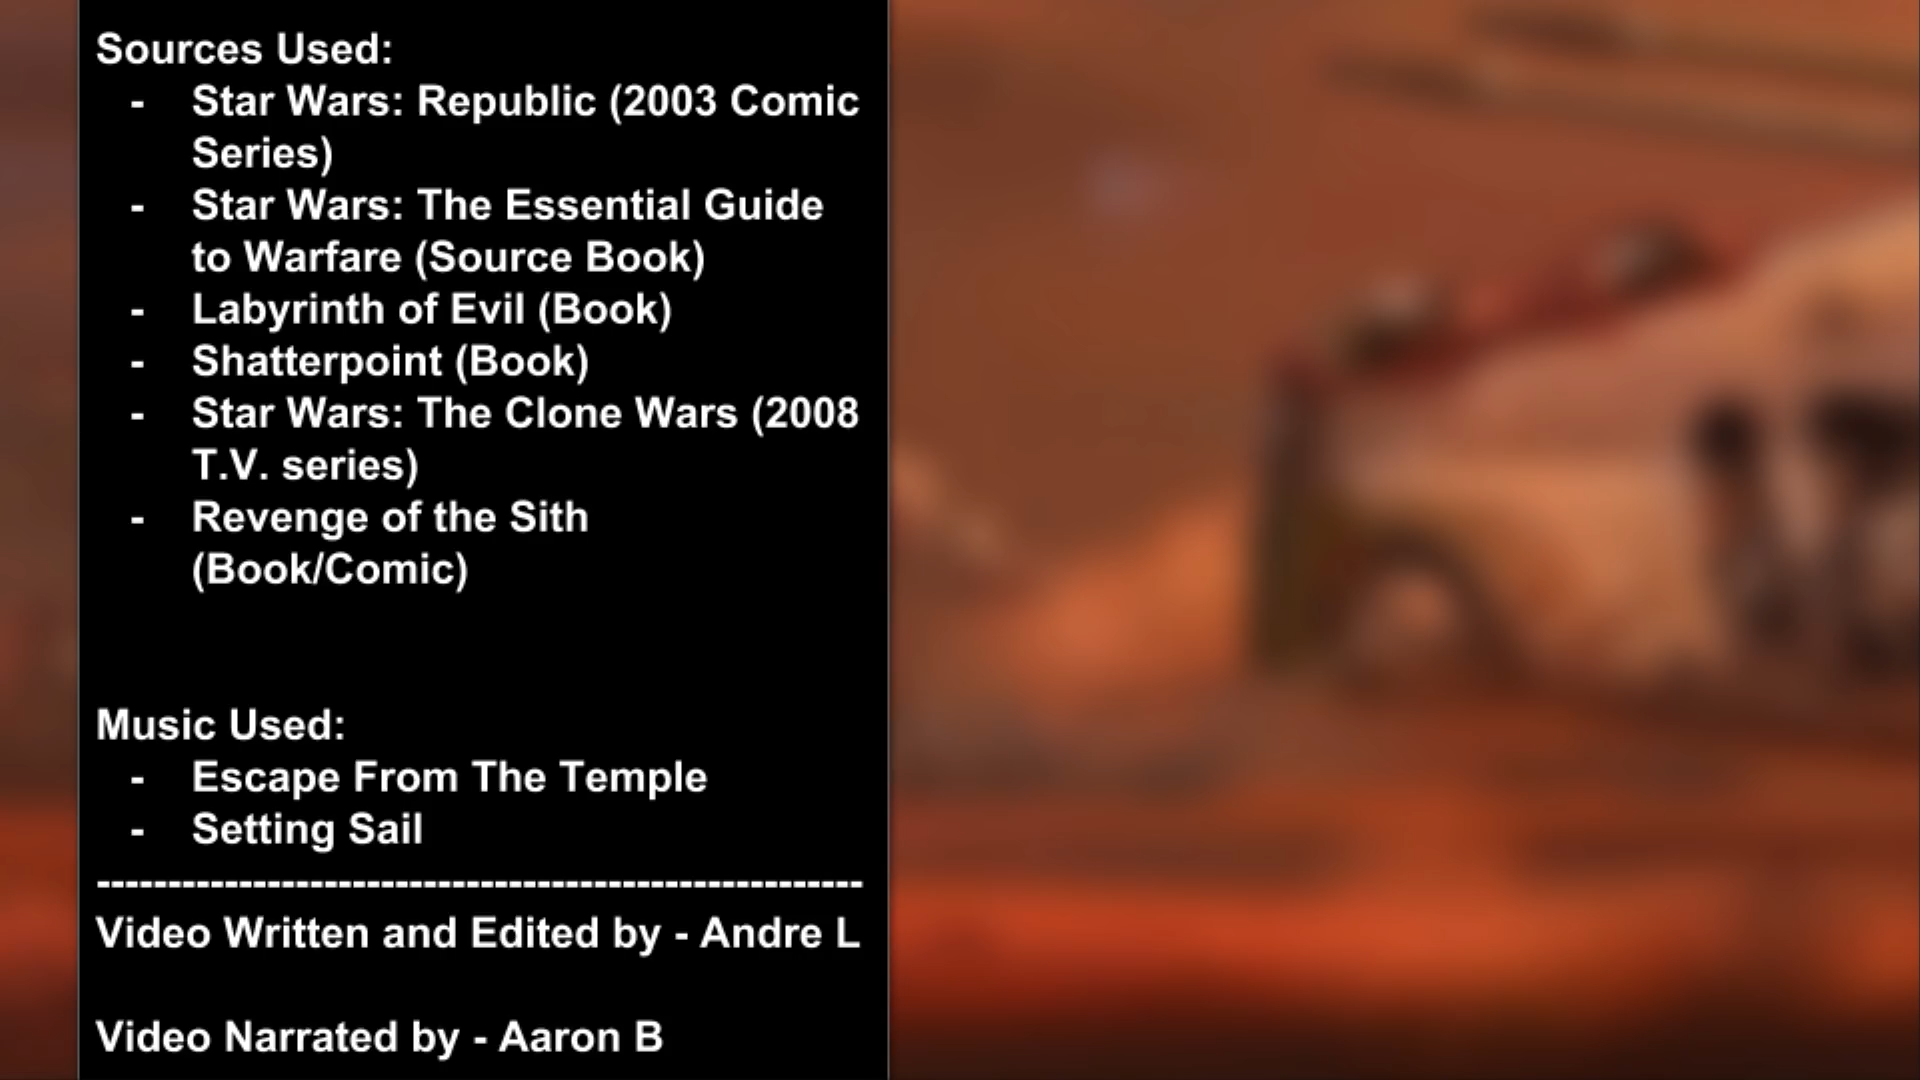 Sources Used:
- Star Wars: Republic (2003 Comic
Series)
- Star Wars: The Essential Guide
to Warfare (Source Book)
- Labyrinth of Evil (Book)
- Shatterpoint (Book)
- Star Wars: The Clone Wars (2008
T.V. series)
- Revenge of the Sith
(Book/Comic)
Music Used:
- Escape From The Temple
- Setting Sail
------------------------------------------------------
Video Written and Edited by - Andre L
Video Narrated by - Aaron B